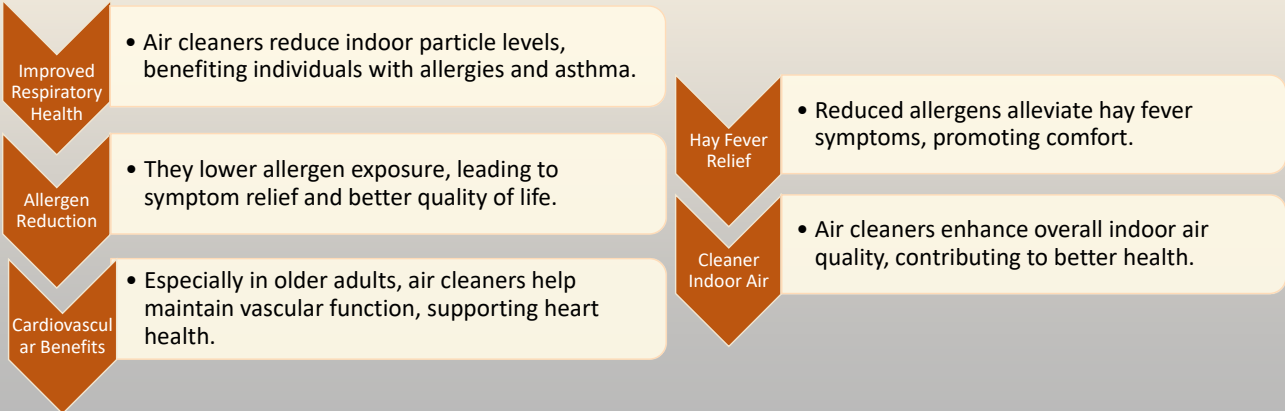 Improved
Respiratory
Health
• Air cleaners reduce indoor particle levels,
benefiting individuals with allergies and asthma.
Allergen
Reduction
• They lower allergen exposure, leading to
symptom relief and better quality of life.
Cardiovascul
ar Benefits
• Especially in older adults, air cleaners help
maintain vascular function, supporting heart
health.
Hay Fever
Relief
• Reduced allergens alleviate hay fever
symptoms, promoting comfort.
Cleaner
Indoor Air
• Air cleaners enhance overall indoor air
quality, contributing to better health.